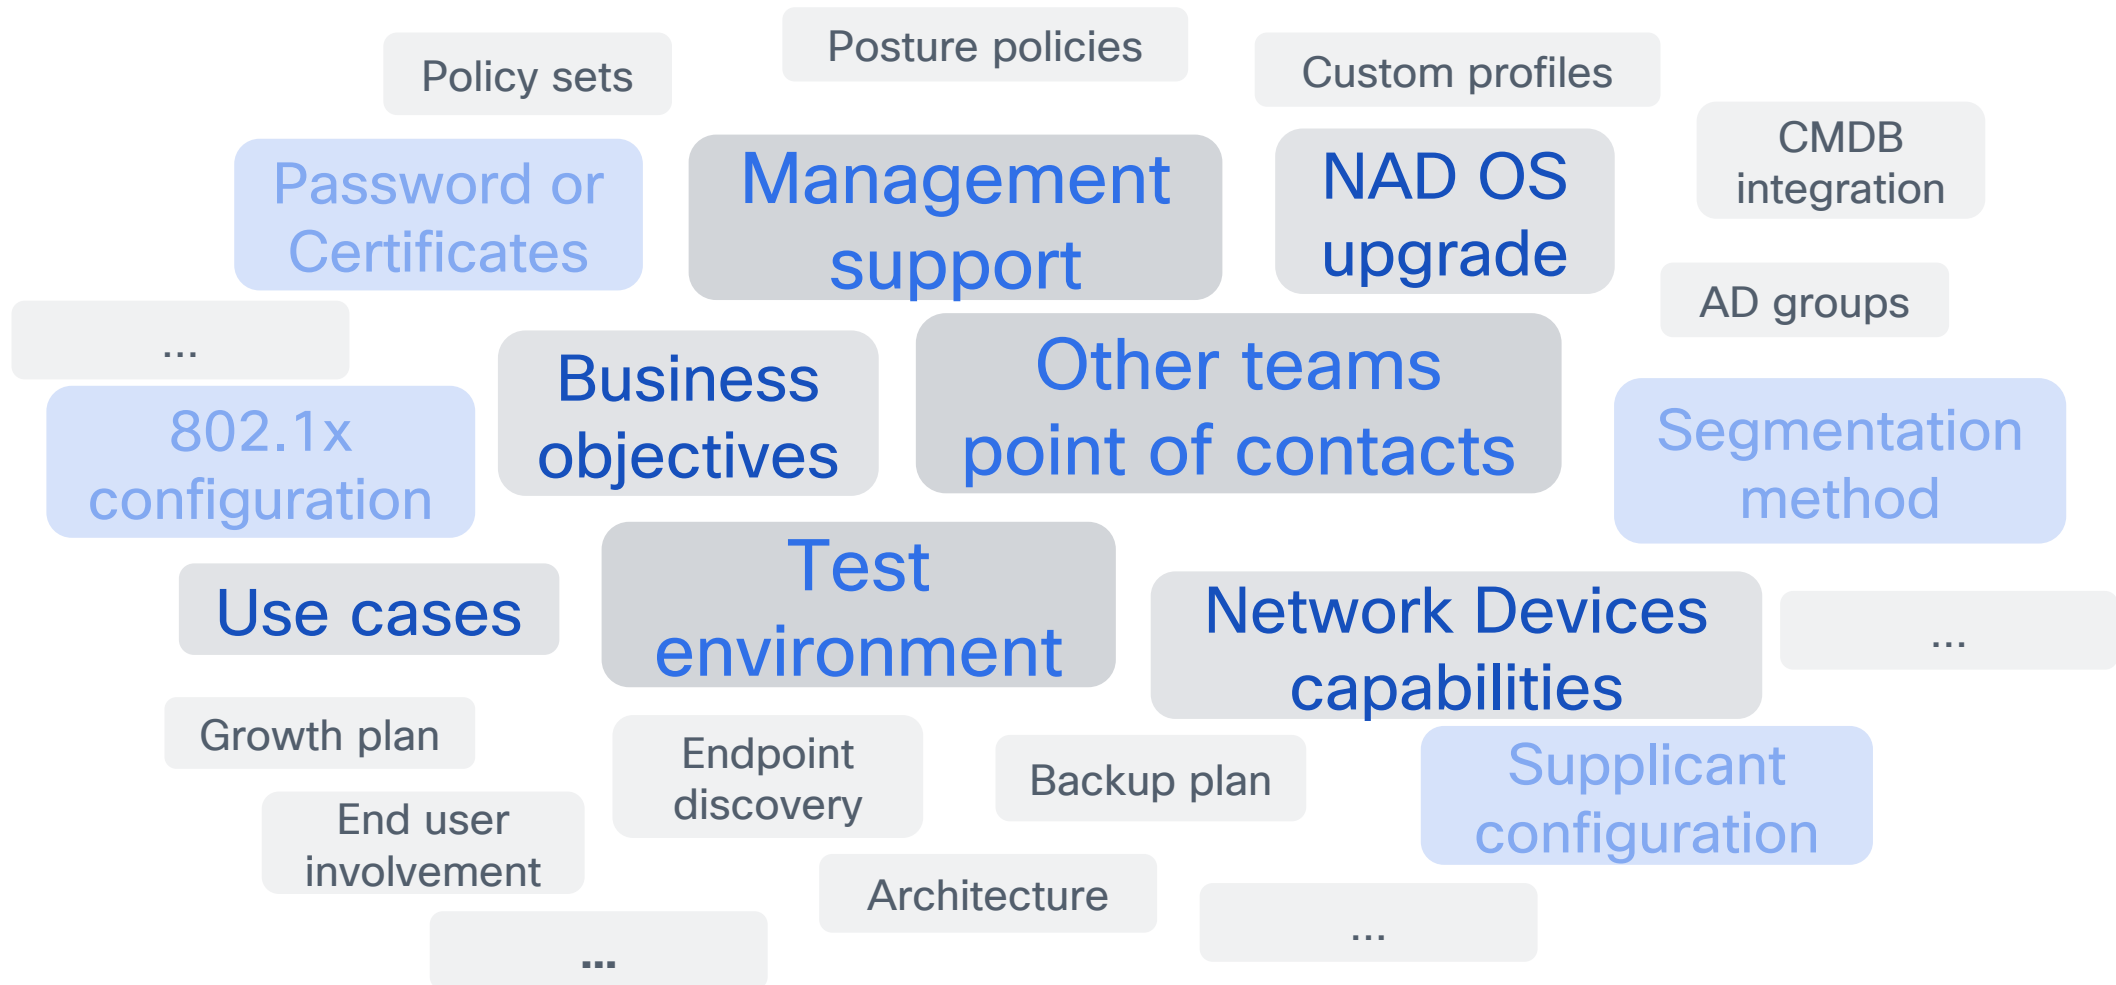 Posture policies
Policy sets
Custom profiles
CMDB
integration
Password or
Certificates
Management
support
NAD OS
upgrade
AD groups
...
Business
objectives
Other teams
point of contacts
802.1x
configuration
Segmentation
method
Use cases
Test
environment
Network Devices
capabilities
...
Growth plan
Endpoint
discovery
Backup plan
Supplicant
configuration
End user
involvement
Architecture
...
...